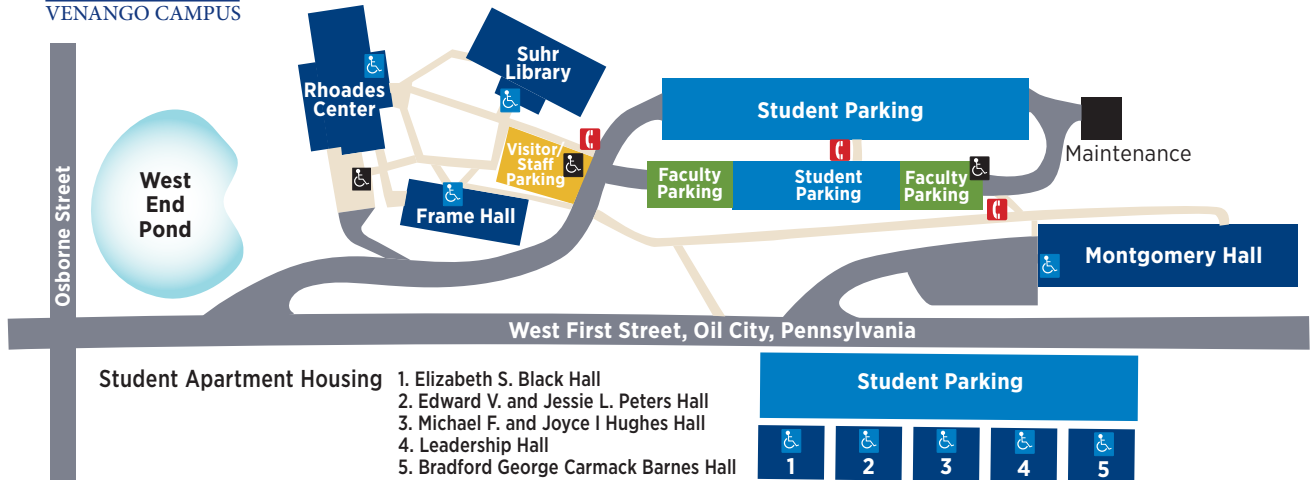 VENANGO CAMPUS
Osborne Street
West
End
Pond
Rhoades
Center
Suhr
Library
Visitor/
Staff
Parking
Frame Hall
Student Parking
Maintenance
Faculty
Parking
Student
Parking
Faculty
Parking
Montgomery Hall
West First Street, Oil City, Pennsylvania
Student Apartment Housing
1. Elizabeth S. Black Hall
2. Edward V. and Jessie L. Peters Hall
3. Michael F. and Joyce I Hughes Hall
4. Leadership Hall
5. Bradford George Carmack Barnes Hall
Student Parking
1
2
3
4
5